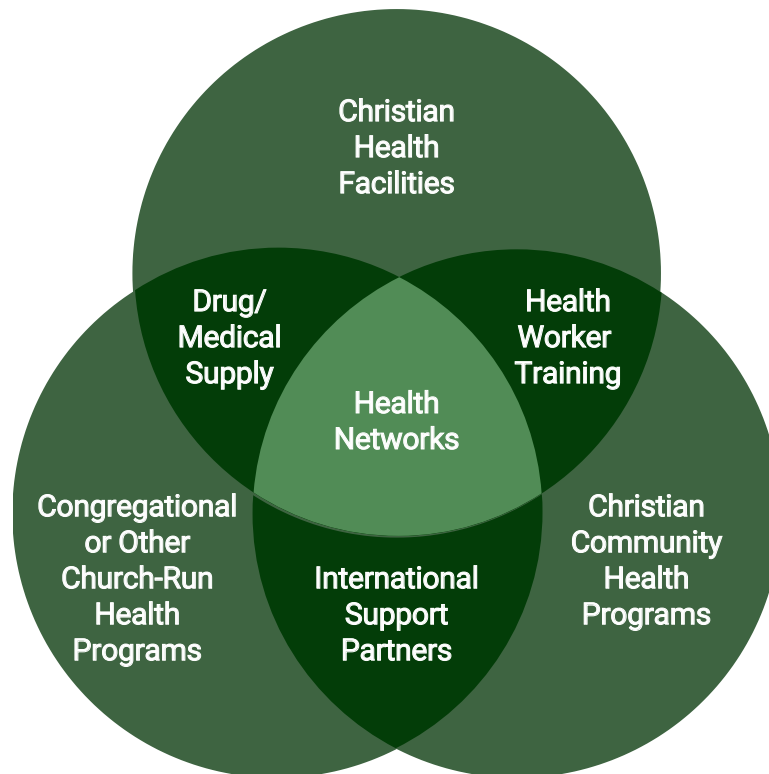 Christian
Health
Facilities
Drug/
Medical
Supply
Health
Worker
Training
Health
Networks
Congregational
or Other
Church-Run
Health
Programs
International
Support
Partners
Christian
Community
Health
Programs